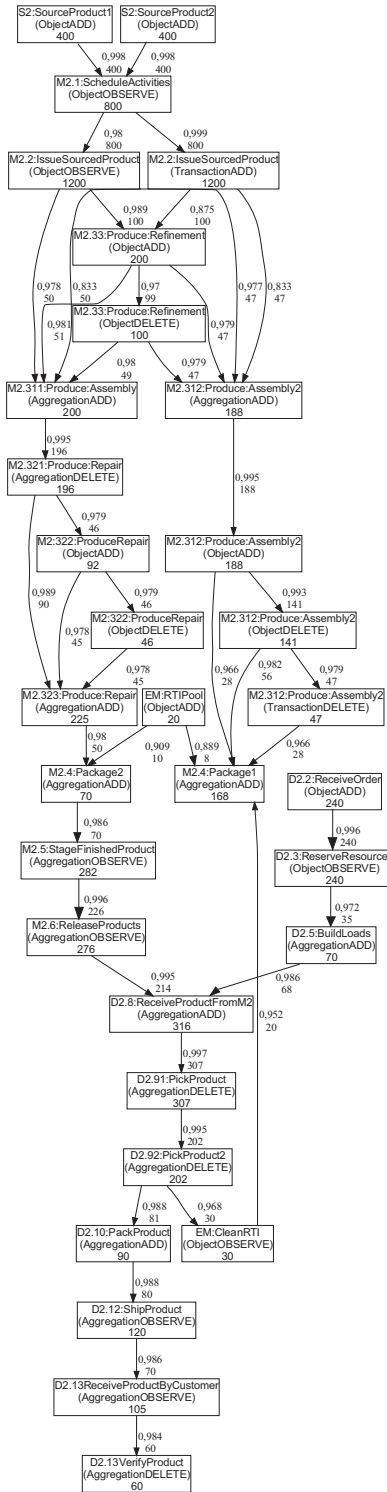 S2:SourceProduct1
(ObjectADD)
400
S2:SourceProduct2
(ObjectADD)
400
0,998
400
0,998
400
M2.1:ScheduleActivities
(ObjectOBSERVE)
800
0,98
800
0,999
800
M2.2:IssueSourcedProduct
(ObjectOBSERVE)
1200
M2.2:IssueSourcedProduct
(TransactionADD)
1200
0,989
100
0,875
100
M2.33:Produce:Refinement
(ObjectADD)
200
0,978
50
0,833
50
0,97
99
0,977
47
0,833
47
0,981
51
M2.33:Produce:Refinement
(ObjectDELETE)
100
0,979
47
0,98
49
0,979
47
M2.311:Produce:Assembly
(AggregationADD)
200
M2.312:Produce:Assembly2
(AggregationADD)
188
0,995
196
M2.321:Produce:Repair
(AggregationDELETE)
196
0,995
188
0,979
46
M2:322:ProduceRepair
(ObjectADD)
92
M2.312:Produce:Assembly2
(ObjectADD)
188
0,989
90
0,979
46
0,993
141
0,978
45
M2:322:ProduceRepair
(ObjectDELETE)
46
M2.312:Produce:Assembly2
(ObjectDELETE)
141
0,966
28
0,982
56
0,979
47
0,978
45
M2.323:Produce:Repair
(AggregationADD)
225
EM:RTIPool
(ObjectADD)
20
M2.312:Produce:Assembly2
(TransactionDELETE)
47
0,98
50
0,909
10
0,889
8
0,966
28
M2.4:Package2
(AggregationADD)
70
M2.4:Package1
(AggregationADD)
168
D2.2:ReceiveOrder
(ObjectADD)
240
0,986
70
0,996
240
M2.5:StageFinishedProduct
(AggregationOBSERVE)
282
D2.3:ReserveResource
(ObjectOBSERVE)
240
0,996
226
0,972
35
M2.6:ReleaseProducts
(AggregationOBSERVE)
276
D2.5:BuildLoads
(AggregationADD)
70
0,995
214
0,986
68
D2.8:ReceiveProductFromM2
(AggregationADD)
316
0,952
20
0,997
307
D2.91:PickProduct
(AggregationDELETE)
307
0,995
202
D2.92:PickProduct2
(AggregationDELETE)
202
0,988
81
0,968
30
D2.10:PackProduct
(AggregationADD)
90
EM:CleanRTI
(ObjectOBSERVE)
30
0,988
80
D2.12:ShipProduct
(AggregationOBSERVE)
120
0,986
70
D2.13ReceiveProductByCustomer
(AggregationOBSERVE)
105
0,984
60
D2.13VerifyProduct
(AggregationDELETE)
60